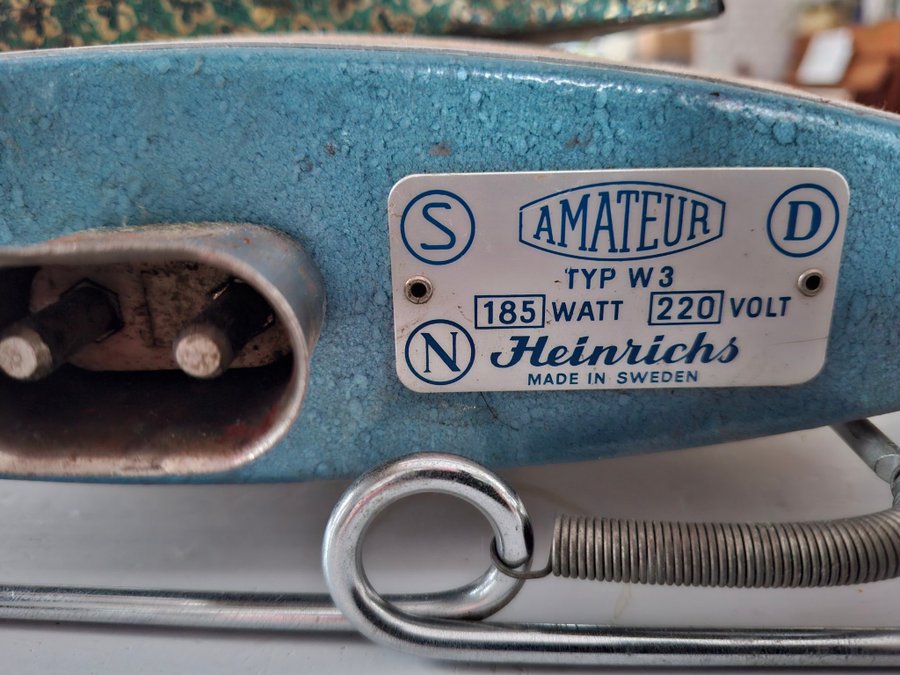 S AMATEUR D
TYP W3
185 WATT 220 VOLT
N Heinrichs
MADE IN SWEDEN